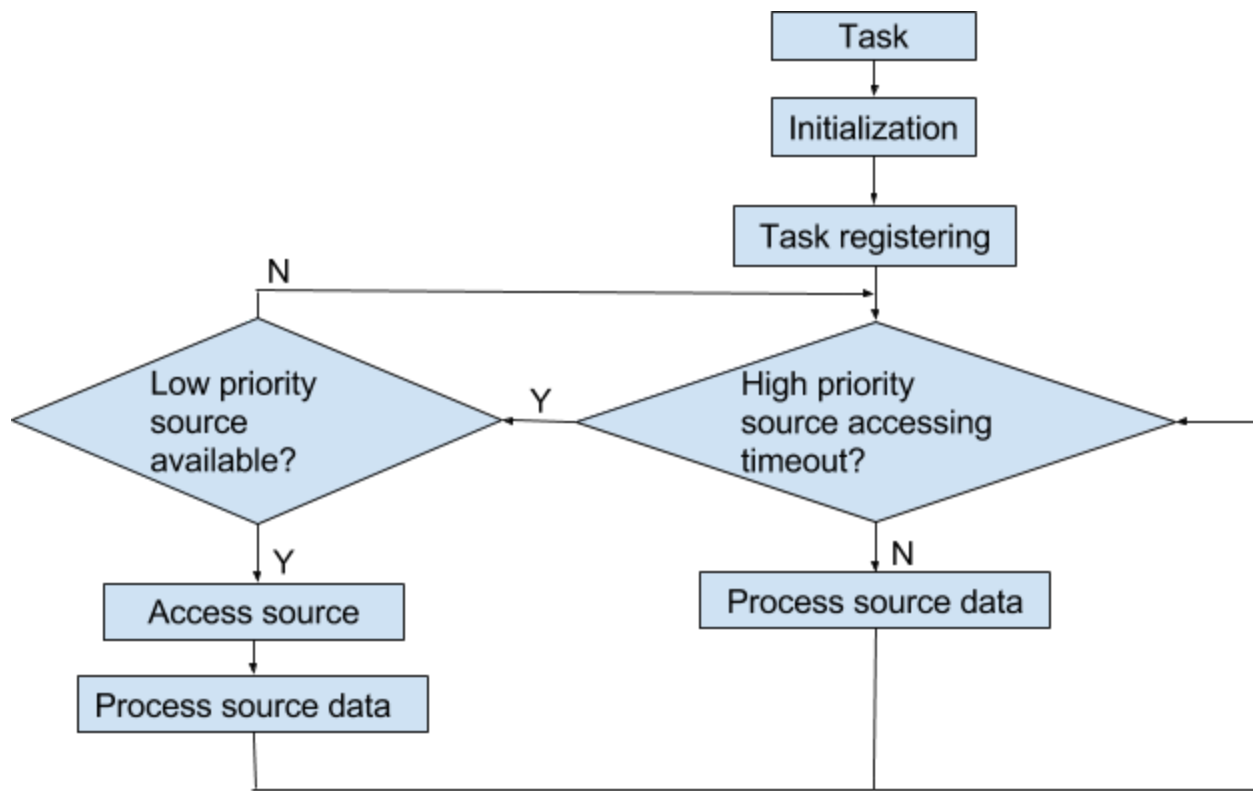 Task
Initialization
Task registering
N
Low priority
source
available?
Y
High priority
source accessing
timeout?
Y
N
Access source
Process source data
Process source data